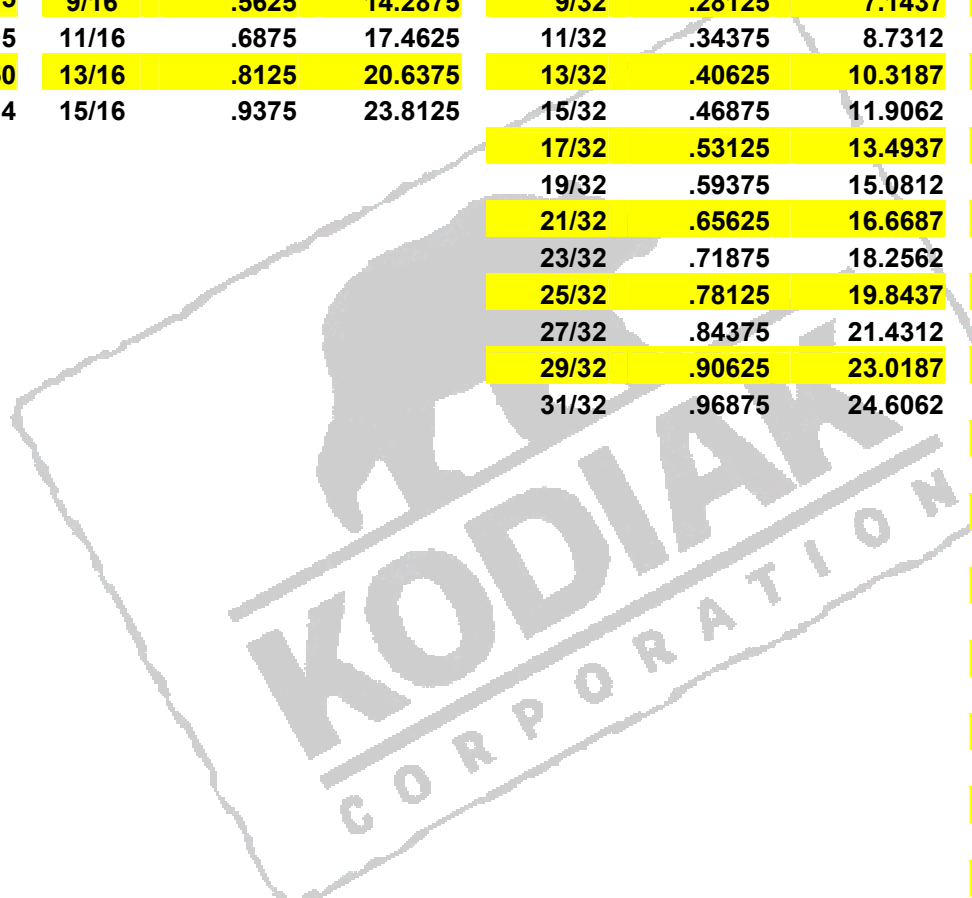 9/16 .5625 14.2875 9/32 .28125 7.1437
5 11/16 .6875 17.4625 11/32 .34375 8.7312
0 13/16 .8125 20.6375 13/32 .40625 10.3187
4 15/16 .9375 23.8125 15/32 .46875 11.9062
17/32 .53125 13.4937
19/32 .59375 15.0812
21/32 .65625 16.6687
23/32 .71875 18.2562
25/32 .78125 19.8437
27/32 .84375 21.4312
29/32 .90625 23.0187
31/32 .96875 24.6062
KODIAK
CORPORATION